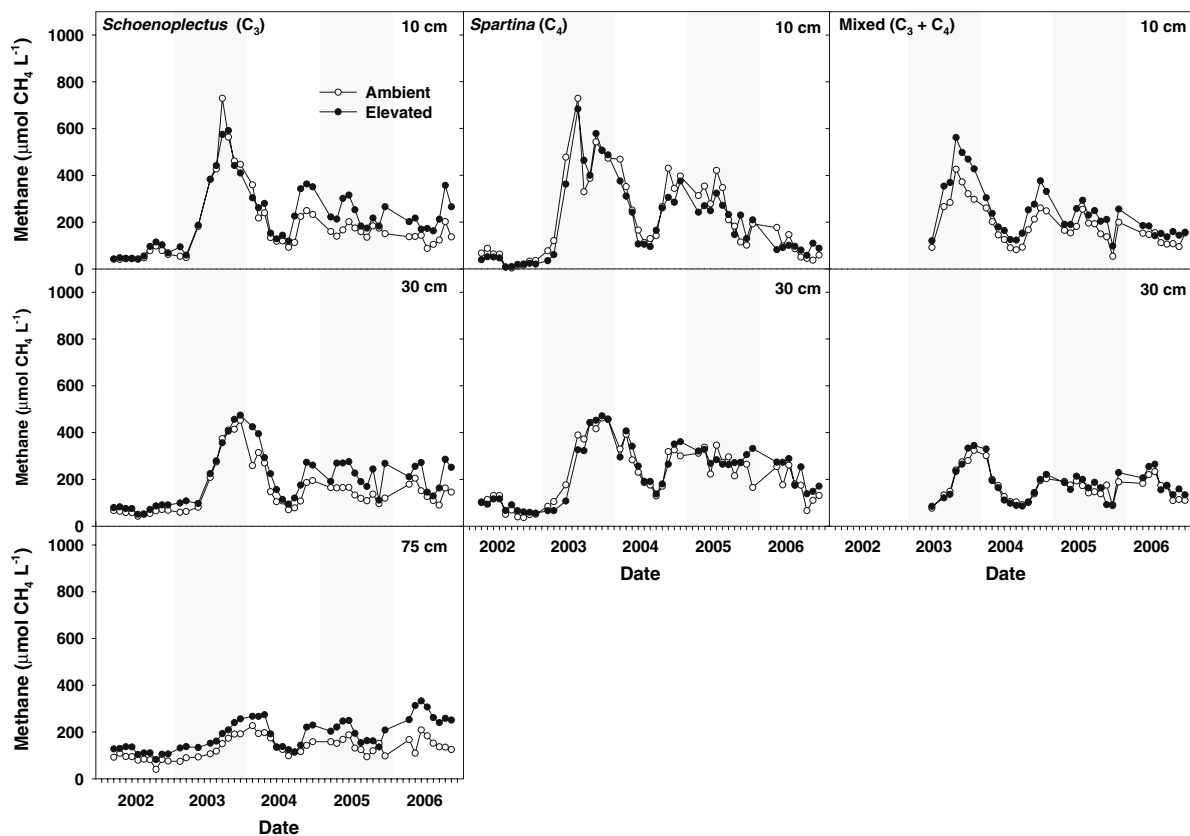 Schoenoplectus (C3)
10 cm
Spartina (C4)
10 cm
Mixed (C3 + C4)
10 cm
Ambient
Elevated
Methane (μmol CH4 L-1)
1000
800
600
400
200
0
30 cm
30 cm
30 cm
Methane (μmol CH4 L-1)
1000
800
600
400
200
0
2002 2003 2004 2005 2006
Date
2002 2003 2004 2005 2006
Date
75 cm
Methane (μmol CH4 L-1)
1000
800
600
400
200
0
2002 2003 2004 2005 2006
Date